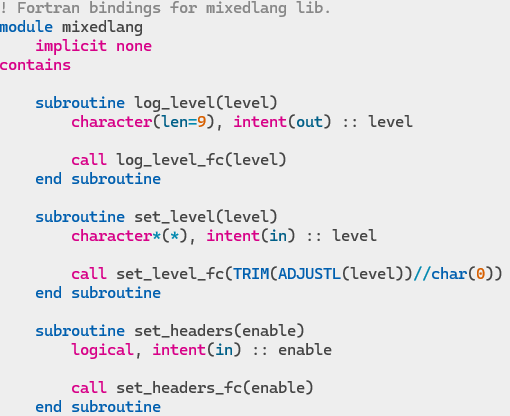 ! Fortran bindings for mixedlang lib.
module mixedlang
    implicit none
contains

    subroutine log_level(level)
        character(len=9), intent(out) :: level

        call log_level_fc(level)
    end subroutine

    subroutine set_level(level)
        character*(*), intent(in) :: level

        call set_level_fc(TRIM(ADJUSTL(level))//char(0))
    end subroutine

    subroutine set_headers(enable)
        logical, intent(in) :: enable

        call set_headers_fc(enable)
    end subroutine